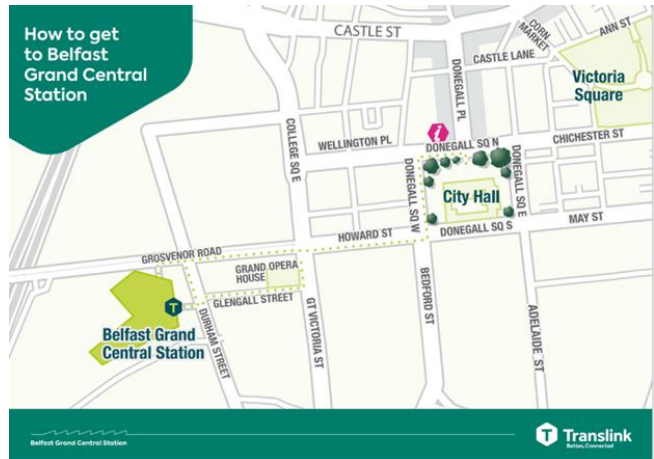 How to get
to Belfast
Grand Central
Station
CASTLE ST
CORN
MARKET
ANN ST
CASTLE LANE
DONEGALL PL
Victoria
Square
COLLEGE SQ E
WELLINGTON PL
i
DONEGALL SQ N
CHICHESTER ST
DONEGALL SQ W
DONEGALL SQ E
City Hall
MAY ST
HOWARD ST
DONEGALL SQ S
GROSVENOR ROAD
GRAND OPERA
HOUSE
GLENGALL STREET
T
Belfast Grand
Central Station
DURHAM STREET
GT VICTORIA ST
BEDFORD ST
ADELAIDE ST
Belfast Grand Central Station
T Translink
Better. Connected